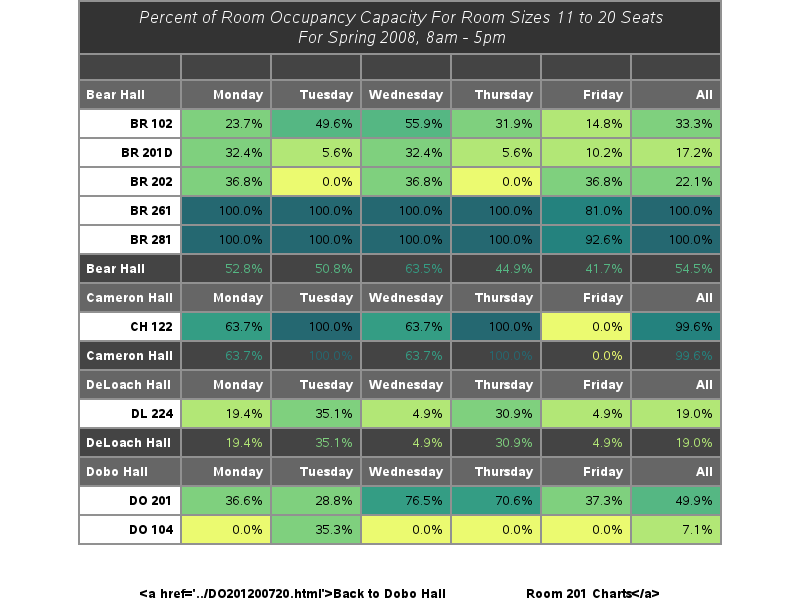 Percent of Room Occupancy Capacity For Room Sizes 11 to 20 Seats
For Spring 2008, 8am - 5pm
Bear Hall Monday Tuesday Wednesday Thursday Friday All
BR 102 23.7% 49.6% 55.9% 31.9% 14.8% 33.3%
BR 201D 32.4% 5.6% 32.4% 5.6% 10.2% 17.2%
BR 202 36.8% 0.0% 36.8% 0.0% 36.8% 22.1%
BR 261 100.0% 100.0% 100.0% 100.0% 81.0% 100.0%
BR 281 100.0% 100.0% 100.0% 100.0% 92.6% 100.0%
Bear Hall 52.8% 50.8% 63.5% 44.9% 41.7% 54.5%
Cameron Hall Monday Tuesday Wednesday Thursday Friday All
CH 122 63.7% 100.0% 63.7% 100.0% 0.0% 99.6%
Cameron Hall 63.7% 100.0% 63.7% 100.0% 0.0% 99.6%
DeLoach Hall Monday Tuesday Wednesday Thursday Friday All
DL 224 19.4% 35.1% 4.9% 30.9% 4.9% 19.0%
DeLoach Hall 19.4% 35.1% 4.9% 30.9% 4.9% 19.0%
Dobo Hall Monday Tuesday Wednesday Thursday Friday All
DO 201 36.6% 28.8% 76.5% 70.6% 37.3% 49.9%
DO 104 0.0% 35.3% 0.0% 0.0% 0.0% 7.1%
<a href='../DO201200720.html'>Back to Dobo Hall Room 201 Charts</a>